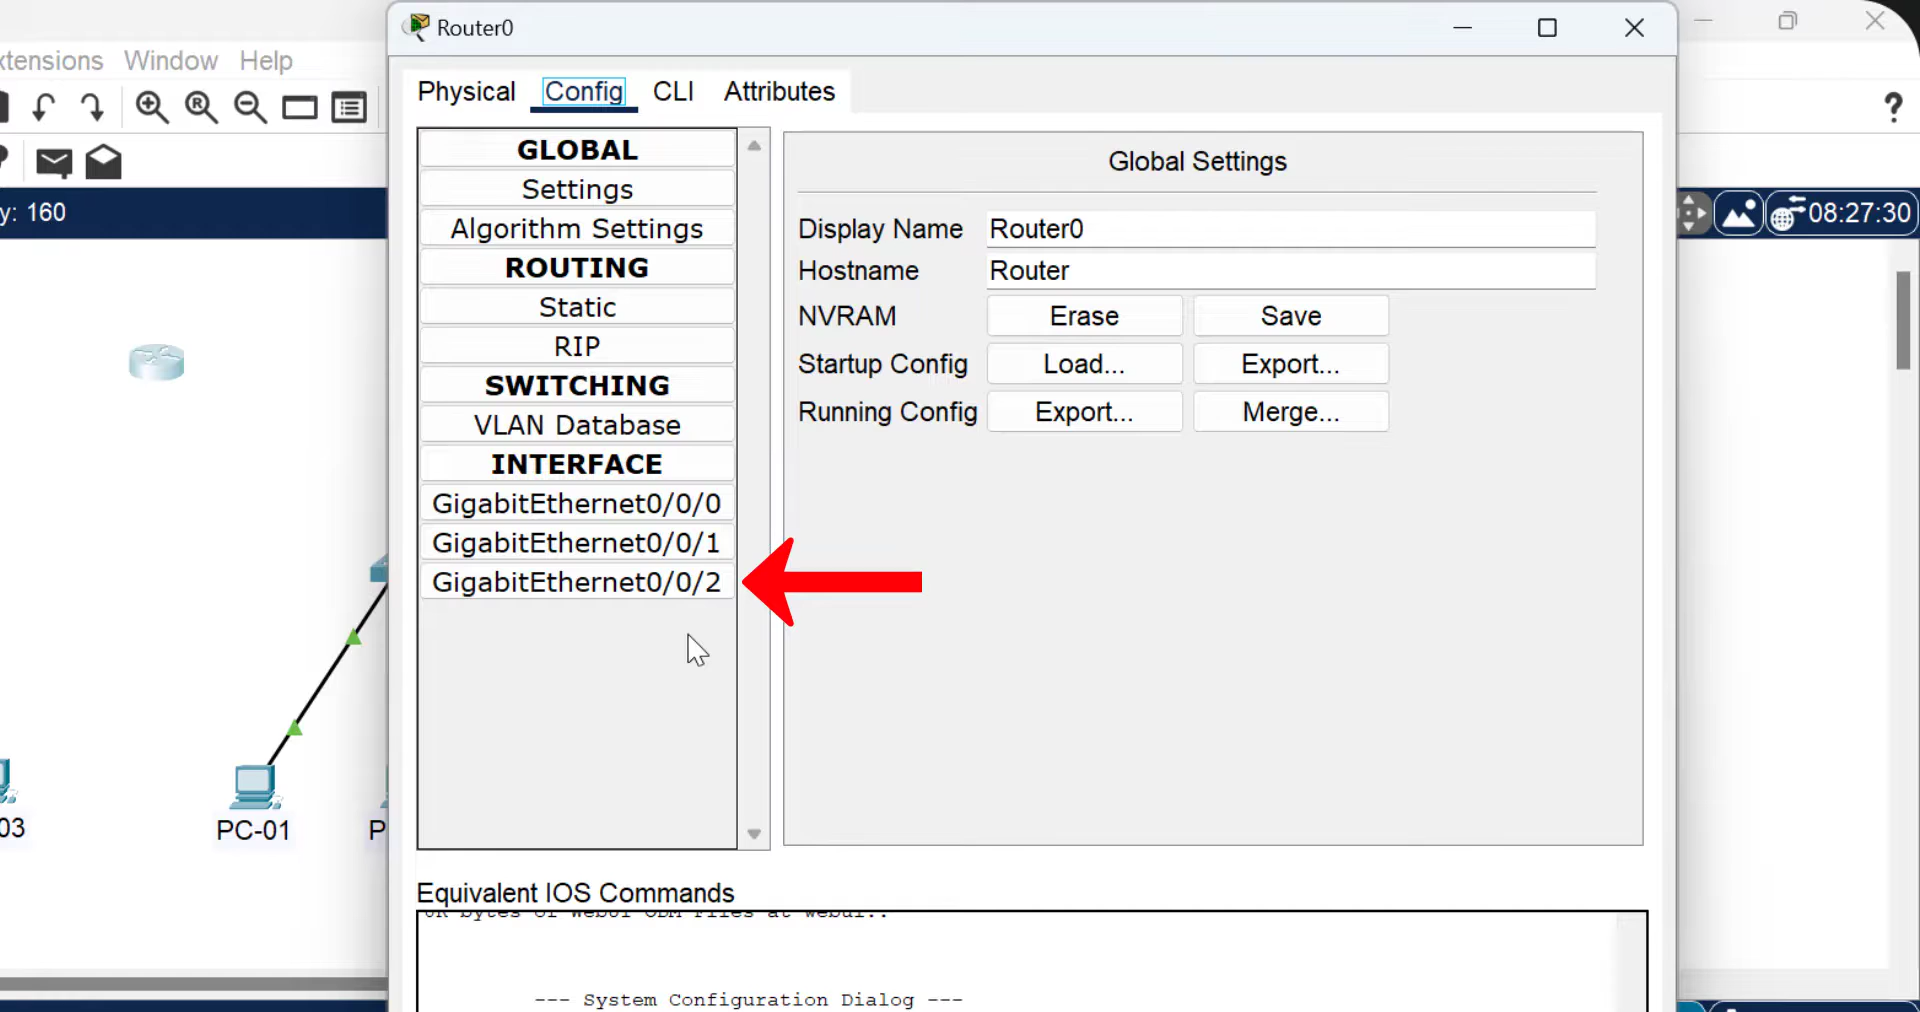 Router0
xtensions Window Help
Physical Config CLI Attributes
?
y: 160
08:27:30
GLOBAL
Settings
Algorithm Settings
ROUTING
Static
RIP
SWITCHING
VLAN Database
INTERFACE
GigabitEthernet0/0/0
GigabitEthernet0/0/1
GigabitEthernet0/0/2
Global Settings
Display Name Router0
Hostname Router
NVRAM Erase Save
Startup Config Load... Export...
Running Config Export... Merge...
03
PC-01
P
Equivalent IOS Commands
--- System Configuration Dialog ---